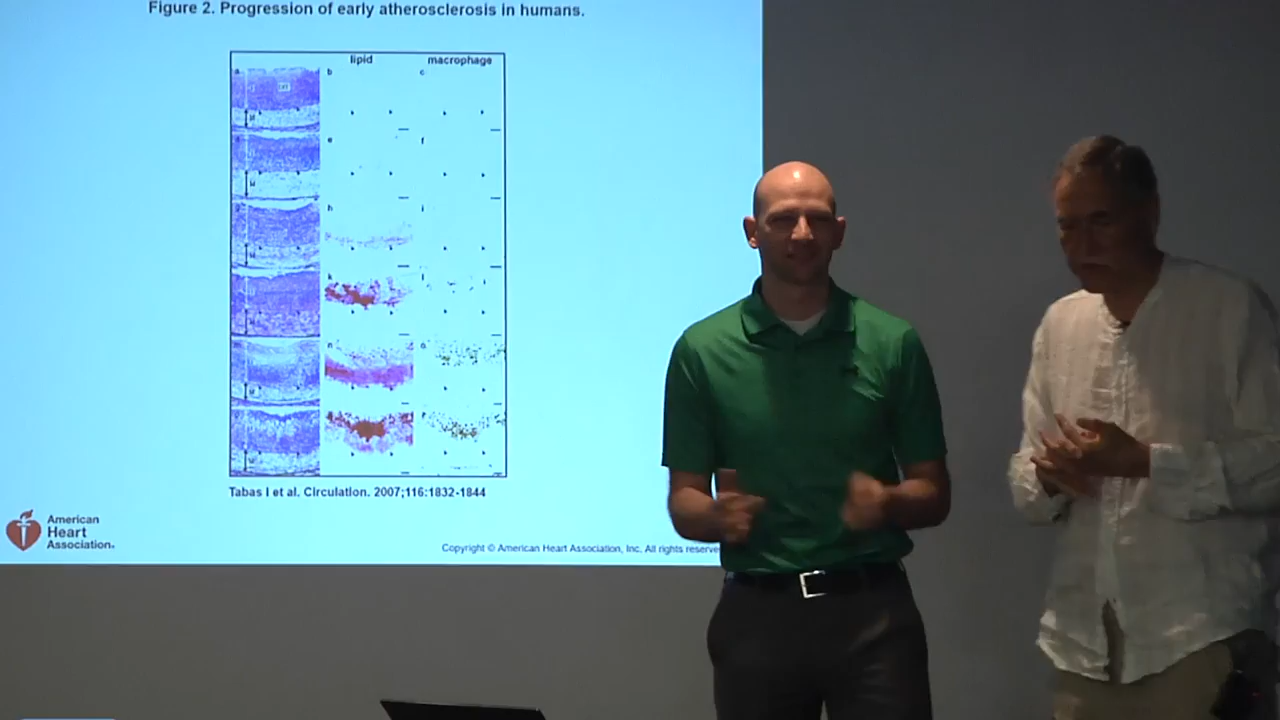 Figure 2. Progression of early atherosclerosis in humans.
lipid
macrophage
a
b
c
e
f
h
i
k
l
n
o
M
M
Tabas I et al. Circulation. 2007;116:1832-1844
American
Heart
Association.
Copyright © American Heart Association, Inc. All rights reserve